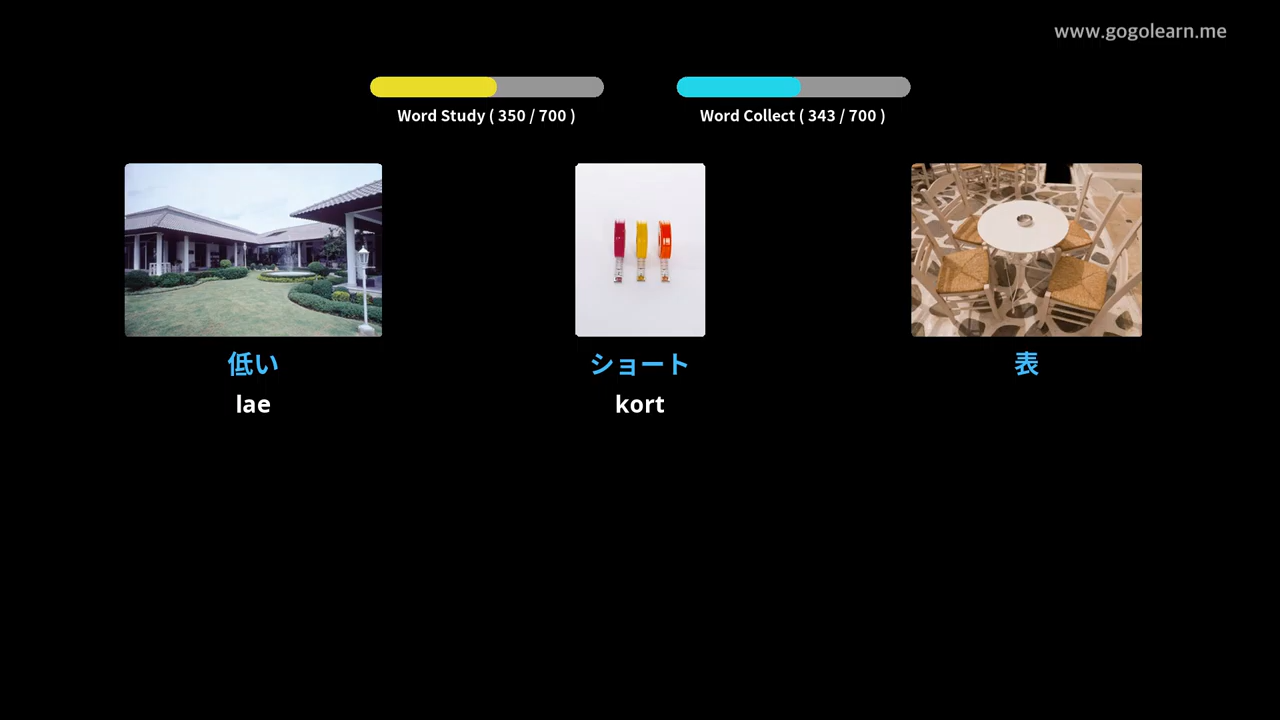 www.gogolearn.me
Word Study ( 350 / 700 )
Word Collect ( 343 / 700 )
低い
ショート
表
lae
kort